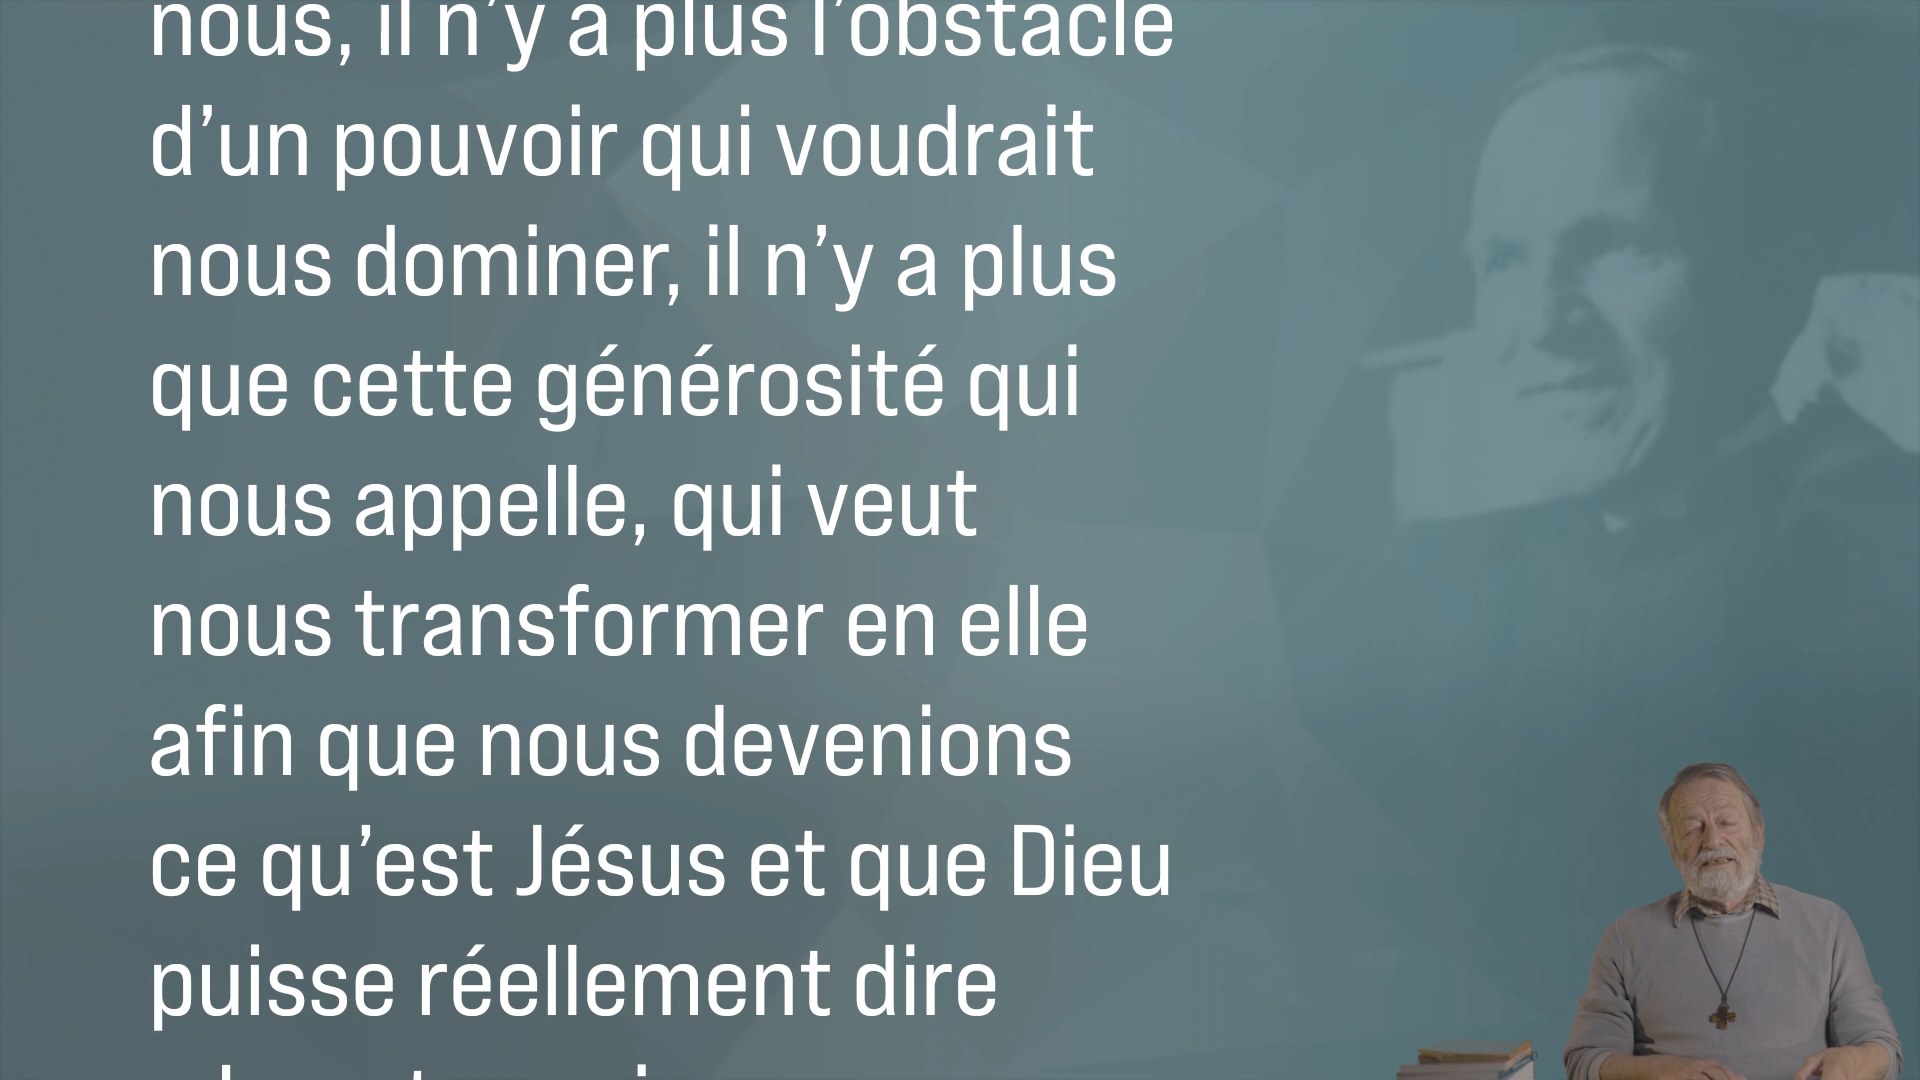 nous, il n’y a plus l’obstacle
d’un pouvoir qui voudrait
nous dominer, il n’y a plus
que cette générosité qui
nous appelle, qui veut
nous transformer en elle
afin que nous devenions
ce qu’est Jésus et que Dieu
puisse réellement dire